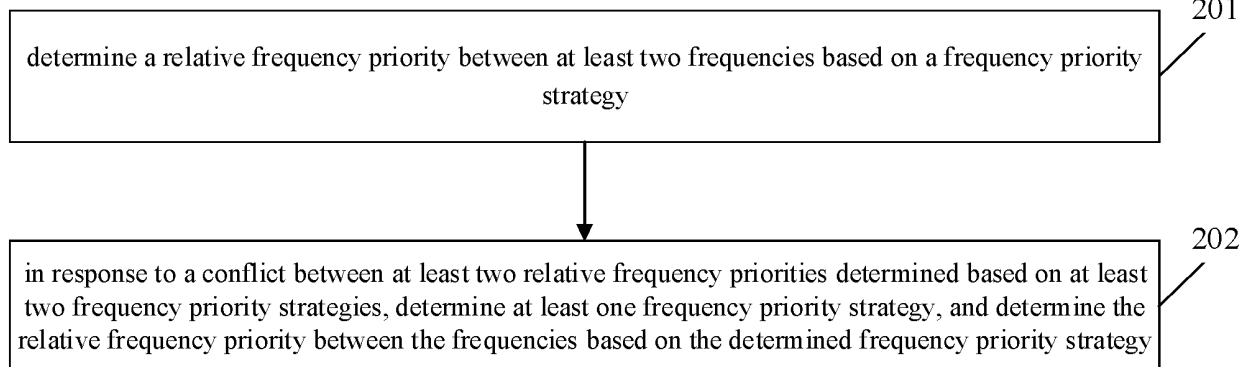 201
determine a relative frequency priority between at least two frequencies based on a frequency priority
strategy
202
in response to a conflict between at least two relative frequency priorities determined based on at least
two frequency priority strategies, determine at least one frequency priority strategy, and determine the
relative frequency priority between the frequencies based on the determined frequency priority strategy